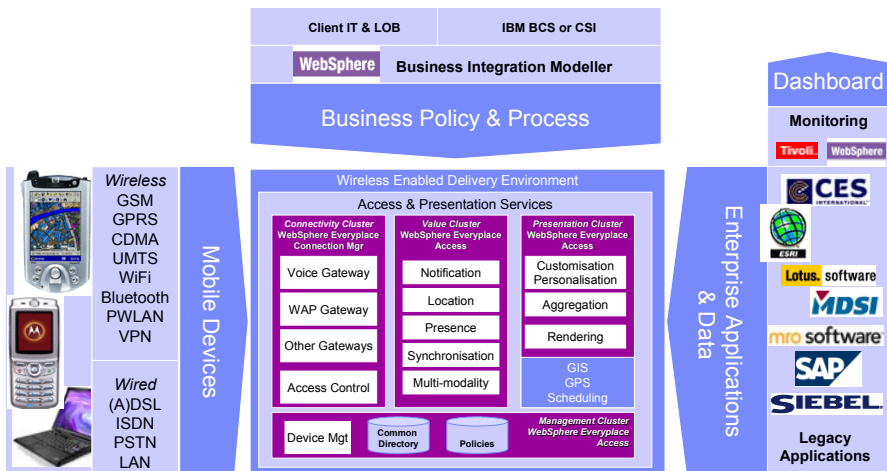 Client IT & LOB
IBM BCS or CSI
WebSphere
Business Integration Modeller
Business Policy & Process
Dashboard
Monitoring
Tivoli
WebSphere
CES
INTERNATIONAL
ESRI
Lotus. software
MDSI
mro software
SAP
SIEBEL
Legacy
Applications
Enterprise Applications
& Data
Wireless
GSM
GPRS
CDMA
UMTS
WiFi
Bluetooth
PWLAN
VPN
Wired
(A)DSL
ISDN
PSTN
LAN
Mobile Devices
Wireless Enabled Delivery Environment
Access & Presentation Services
Connectivity Cluster
WebSphere Everyplace
Connection Mgr
Voice Gateway
WAP Gateway
Other Gateways
Access Control
Value Cluster
WebSphere Everyplace
Access
Notification
Location
Presence
Synchronisation
Multi-modality
Presentation Cluster
WebSphere Everyplace
Access
Customisation
Personalisation
Aggregation
Rendering
GIS
GPS
Scheduling
Device Mgt
Common
Directory
Policies
Management Cluster
WebSphere Everyplace
Access